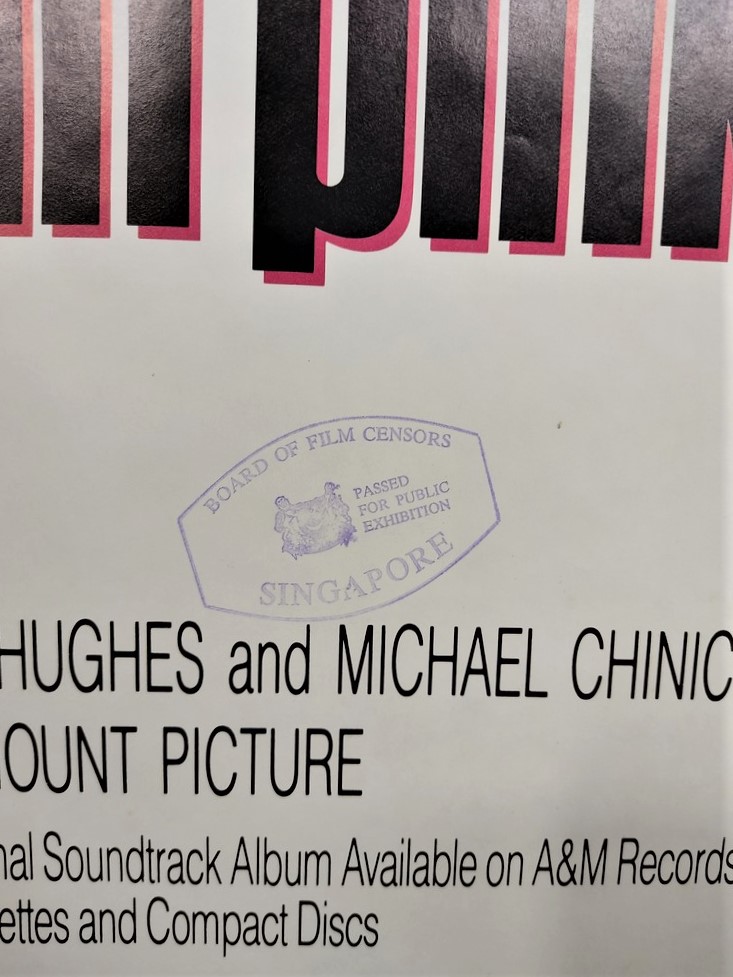 pink
BOARD OF FILM CENSORS
PASSED
FOR PUBLIC
EXHIBITION
SINGAPORE
HUGHES and MICHAEL CHINIC
OUNT PICTURE
nal Soundtrack Album Available on A&M Records
ettes and Compact Discs